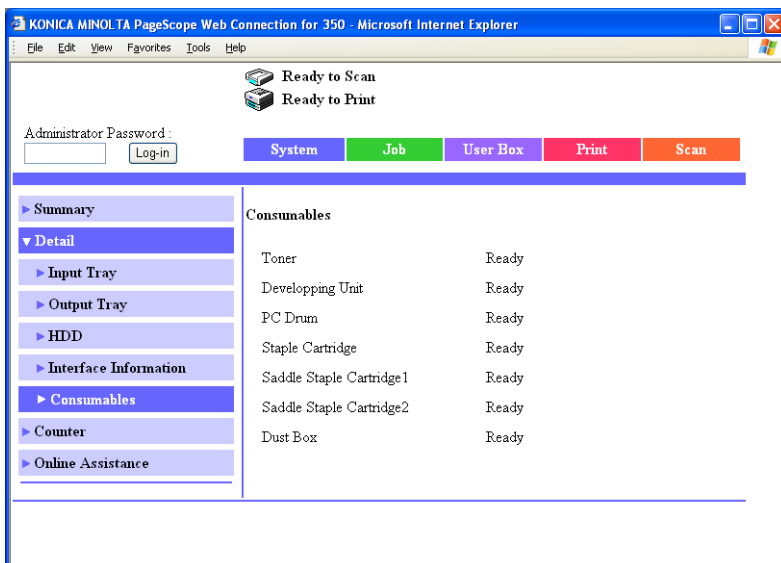 KONICA MINOLTA PageScope Web Connection for 350 - Microsoft Internet Explorer
File Edit View Favorites Tools Help
Ready to Scan
Ready to Print
Administrator Password :
Log-in
System Job User Box Print Scan
Summary
Detail
Input Tray
Output Tray
HDD
Interface Information
Consumables
Counter
Online Assistance
Consumables
Toner Ready
Developping Unit Ready
PC Drum Ready
Staple Cartridge Ready
Saddle Staple Cartridge1 Ready
Saddle Staple Cartridge2 Ready
Dust Box Ready